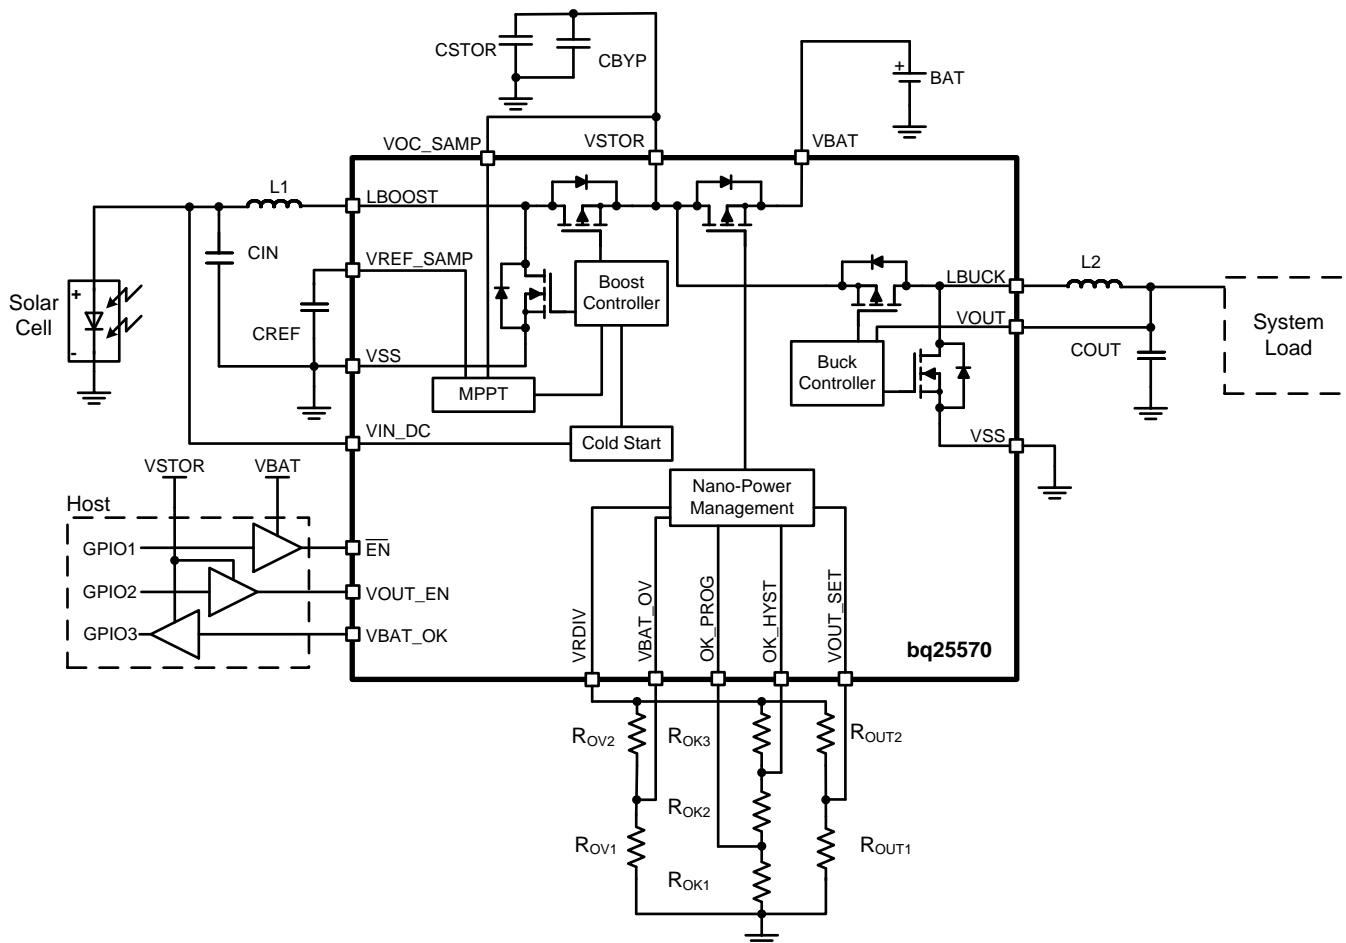 CSTOR
CBYP
+
BAT
VOC_SAMP
VSTOR
VBAT
L1
LBOOST
CIN
VREF_SAMP
Boost
Controller
LBUCK
L2
Solar
Cell
+
-
CREF
VOUT
System
Load
VSS
MPPT
Buck
Controller
COUT
VIN_DC
Cold Start
VSS
VSTOR
VBAT
Nano-Power
Management
Host
GPIO1
EN
GPIO2
VOUT_EN
GPIO3
VBAT_OK
VRDIV
VBAT_OV
OK_PROG
OK_HYST
VOUT_SET
bq25570
ROV2
ROK3
ROUT2
ROK2
ROV1
ROUT1
ROK1